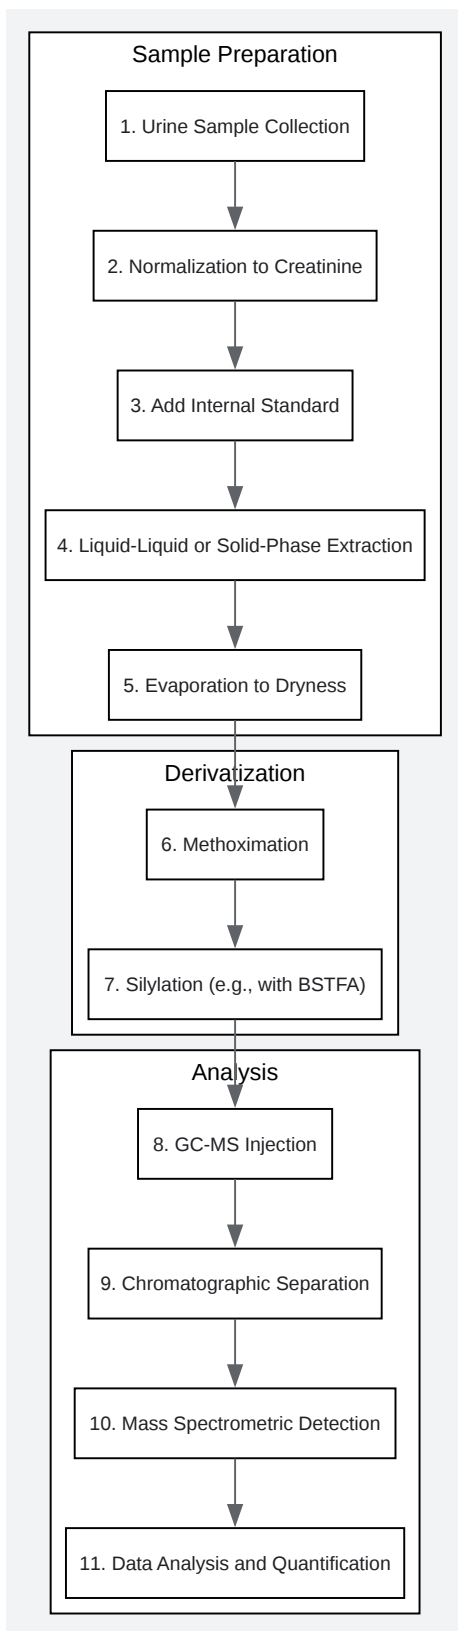 Sample Preparation
1. Urine Sample Collection
2. Normalization to Creatinine
3. Add Internal Standard
4. Liquid-Liquid or Solid-Phase Extraction
5. Evaporation to Dryness
Derivatization
6. Methoximation
7. Silylation (e.g., with BSTFA)
Analysis
8. GC-MS Injection
9. Chromatographic Separation
10. Mass Spectrometric Detection
11. Data Analysis and Quantification